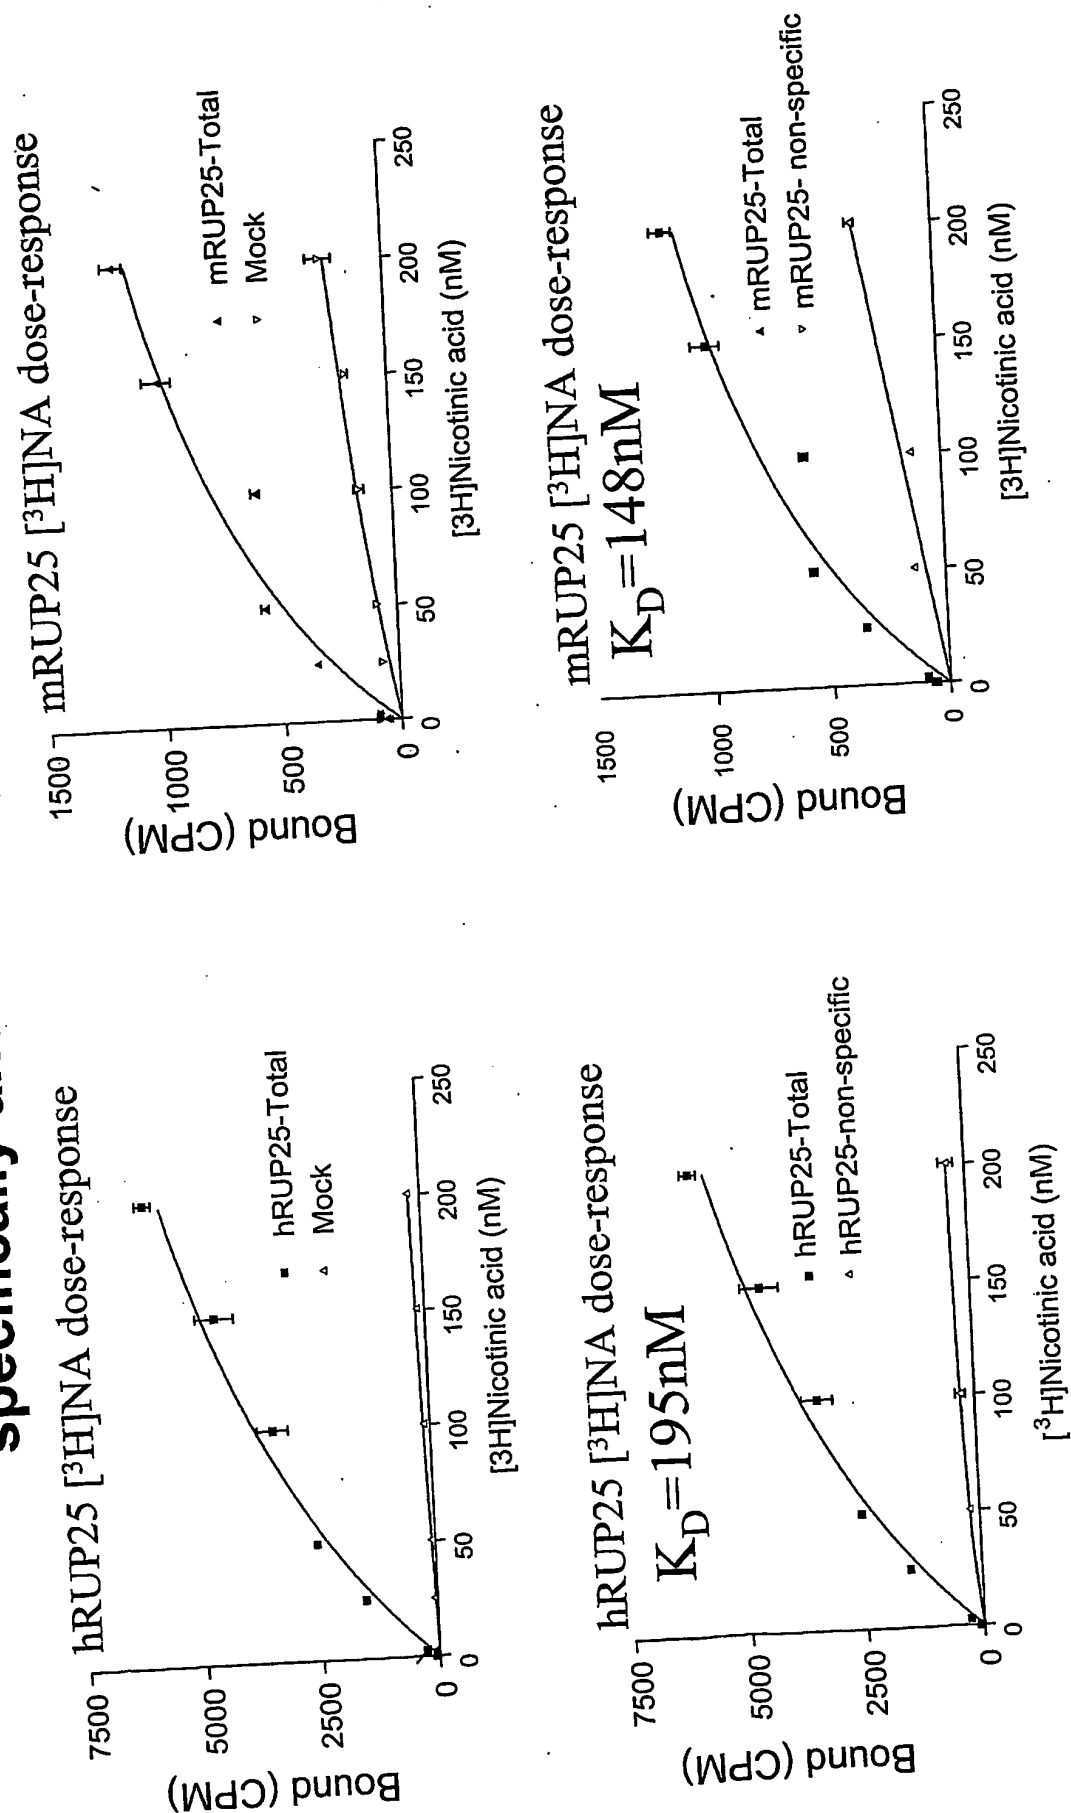 specifically
hRUP25 [³H]NA dose-response
7500
5000
2500
0
Bound (CPM)
0
50
100
150
200
250
[3H]Nicotinic acid (nM)
hRUP25-Total
Mock
mRUP25 [³H]NA dose-response
1500
1000
500
0
Bound (CPM)
0
50
100
150
200
250
[3H]Nicotinic acid (nM)
mRUP25-Total
Mock
hRUP25 [³H]NA dose-response
K_D=195nM
7500
5000
2500
0
Bound (CPM)
0
50
100
150
200
250
[³H]Nicotinic acid (nM)
hRUP25-Total
hRUP25-non-specific
mRUP25 [³H]NA dose-response
K_D=148nM
1500
1000
500
0
Bound (CPM)
0
50
100
150
200
250
[3H]Nicotinic acid (nM)
mRUP25-Total
mRUP25- non-specific